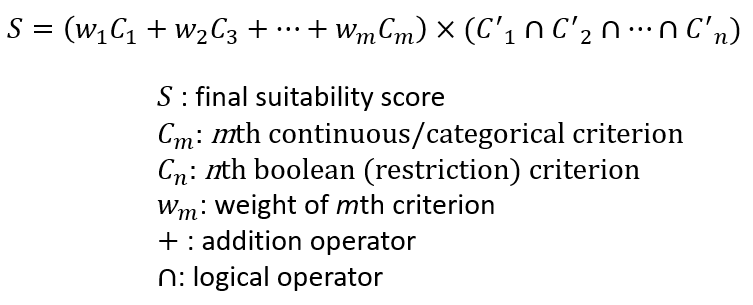 S = (w₁C₁ + w₂C₃ + ⋯ + wₘCₘ) × (C′₁ ∩ C′₂ ∩ ⋯ ∩ C′ₙ)
S : final suitability score
Cₘ: mth continuous/categorical criterion
Cₙ: nth boolean (restriction) criterion
wₘ: weight of mth criterion
+ : addition operator
∩: logical operator